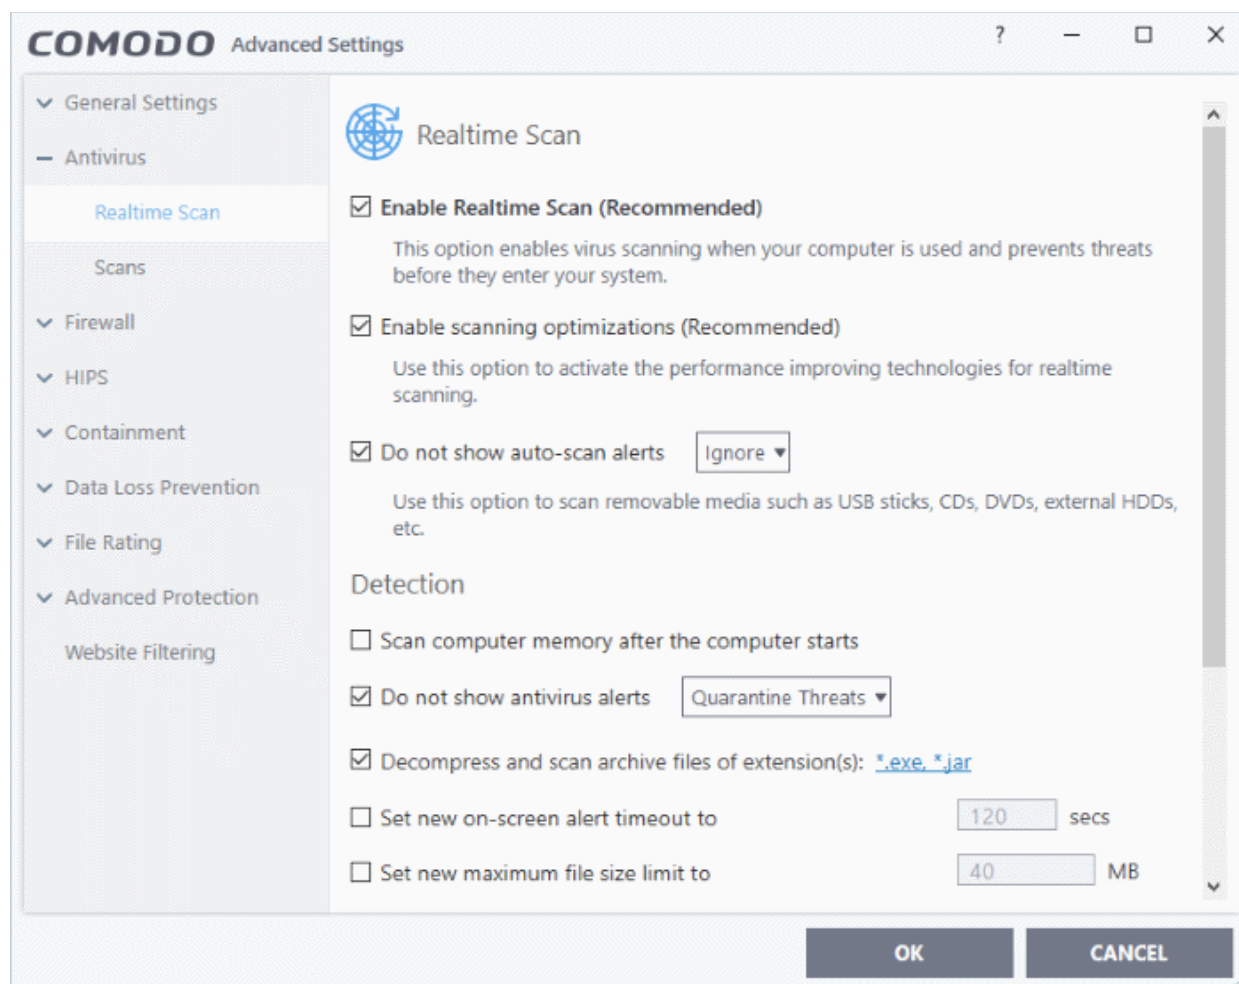 COMODO Advanced Settings ?
General Settings
Antivirus
Realtime Scan
Scans
Firewall
HIPS
Containment
Data Loss Prevention
File Rating
Advanced Protection
Website Filtering
Realtime Scan
Enable Realtime Scan (Recommended)
This option enables virus scanning when your computer is used and prevents threats
before they enter your system.
Enable scanning optimizations (Recommended)
Use this option to activate the performance improving technologies for realtime
scanning.
Do not show auto-scan alerts Ignore
Use this option to scan removable media such as USB sticks, CDs, DVDs, external HDDs,
etc.
Detection
Scan computer memory after the computer starts
Do not show antivirus alerts Quarantine Threats
Decompress and scan archive files of extension(s): *.exe, *.jar
Set new on-screen alert timeout to 120 secs
Set new maximum file size limit to 40 MB
OK CANCEL